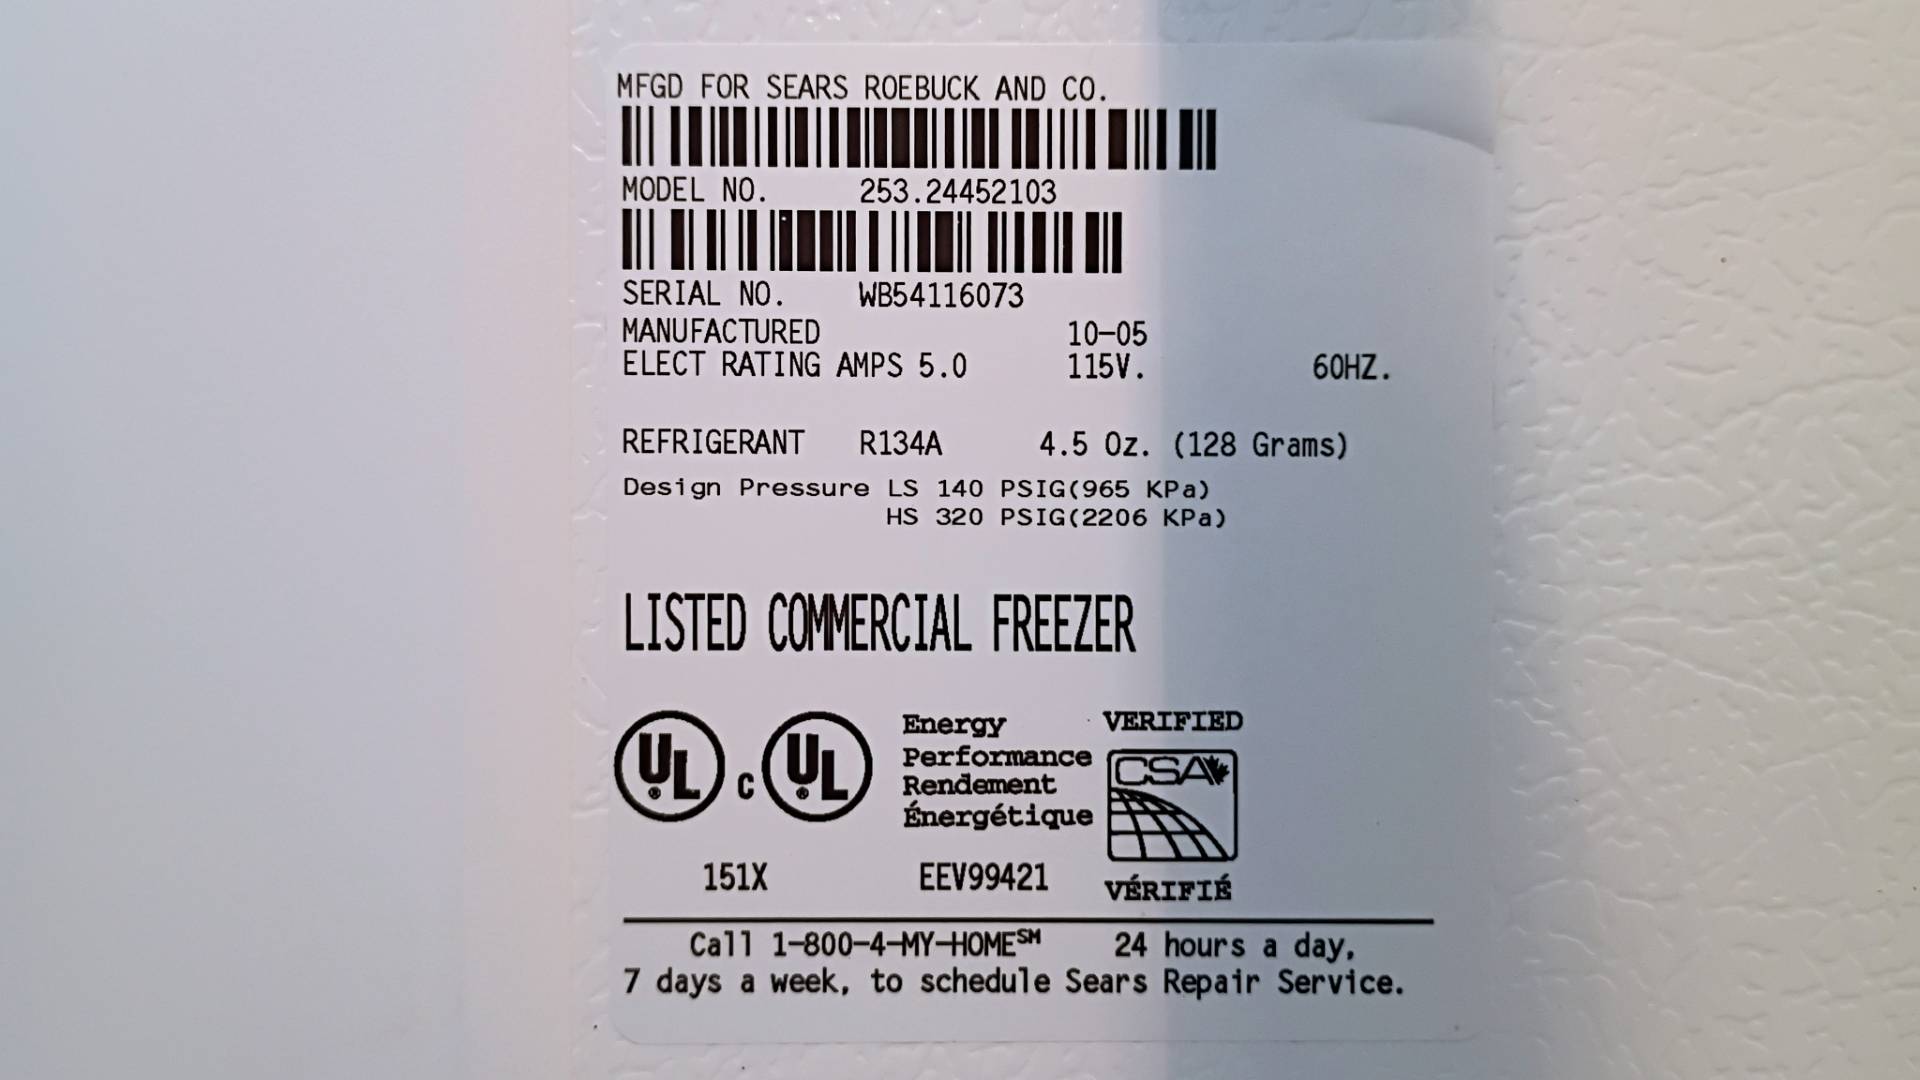 MFGD FOR SEARS ROEBUCK AND CO.
MODEL NO. 253.24452103
SERIAL NO. WB54116073
MANUFACTURED 10-05
ELECT RATING AMPS 5.0 115V. 60HZ.
REFRIGERANT R134A 4.5 Oz. (128 Grams)
Design Pressure LS 140 PSIG(965 KPa)
HS 320 PSIG(2206 KPa)
LISTED COMMERCIAL FREEZER
UL® c UL®
Energy
Performance
Rendement
Énergétique
VERIFIED
CSA
VÉRIFIÉ
151X EEV99421
Call 1-800-4-MY-HOME℠ 24 hours a day,
7 days a week, to schedule Sears Repair Service.